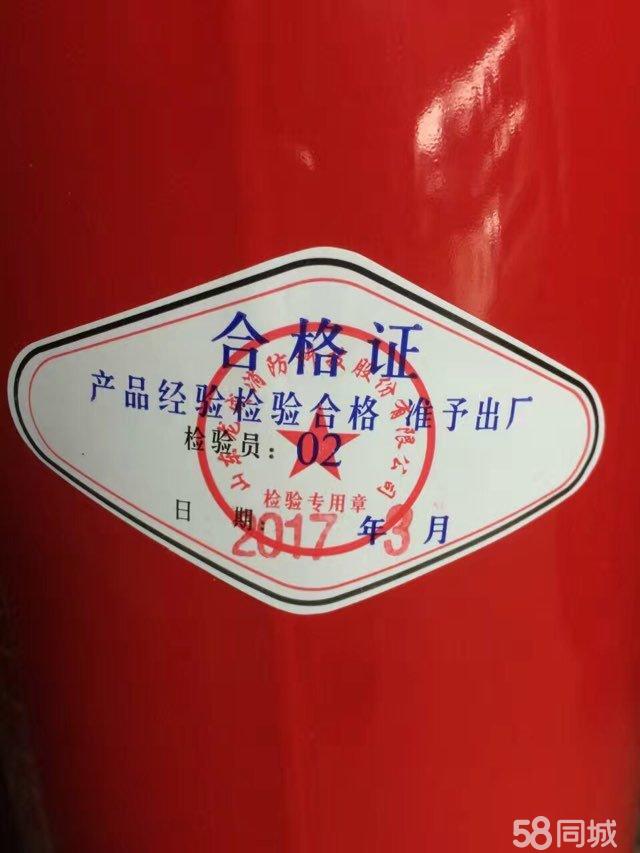 合格证
产品经验检验合格 准予出厂
检验员：02
检验专用章
日 期：2017 年 3 月
58同城